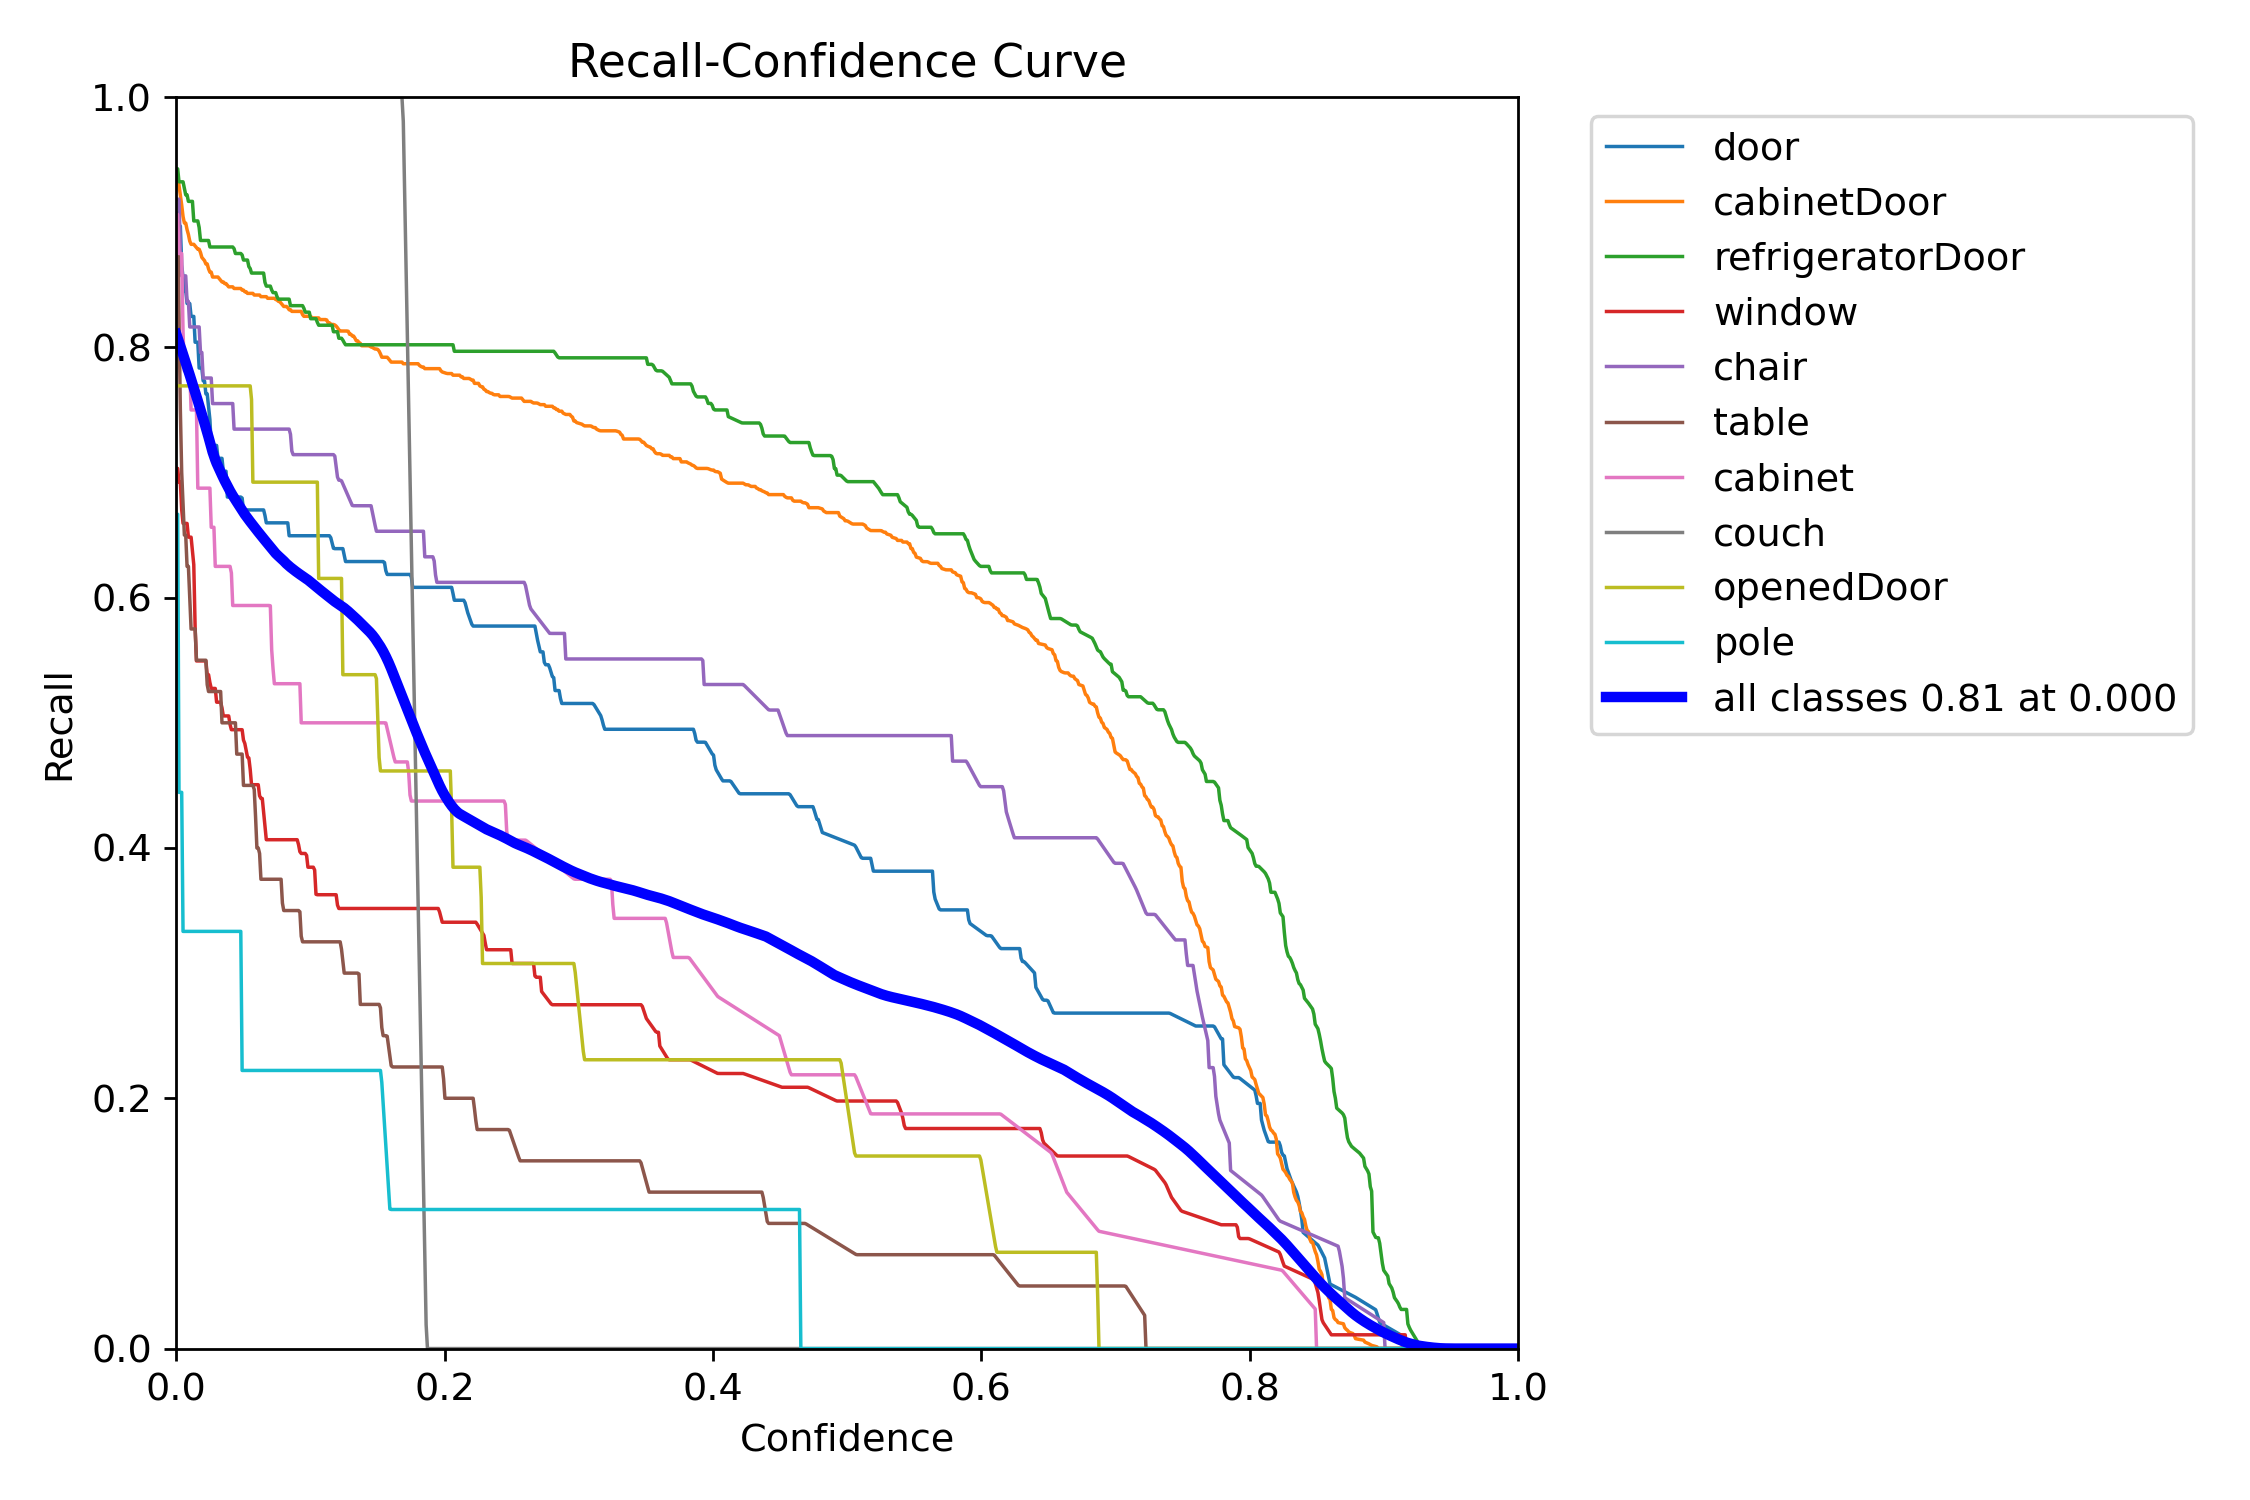 Recall-Confidence Curve
1.0
0.8
0.6
0.4
0.2
0.0
Recall
0.0 0.2 0.4 0.6 0.8 1.0
Confidence
door
cabinetDoor
refrigeratorDoor
window
chair
table
cabinet
couch
openedDoor
pole
all classes 0.81 at 0.000